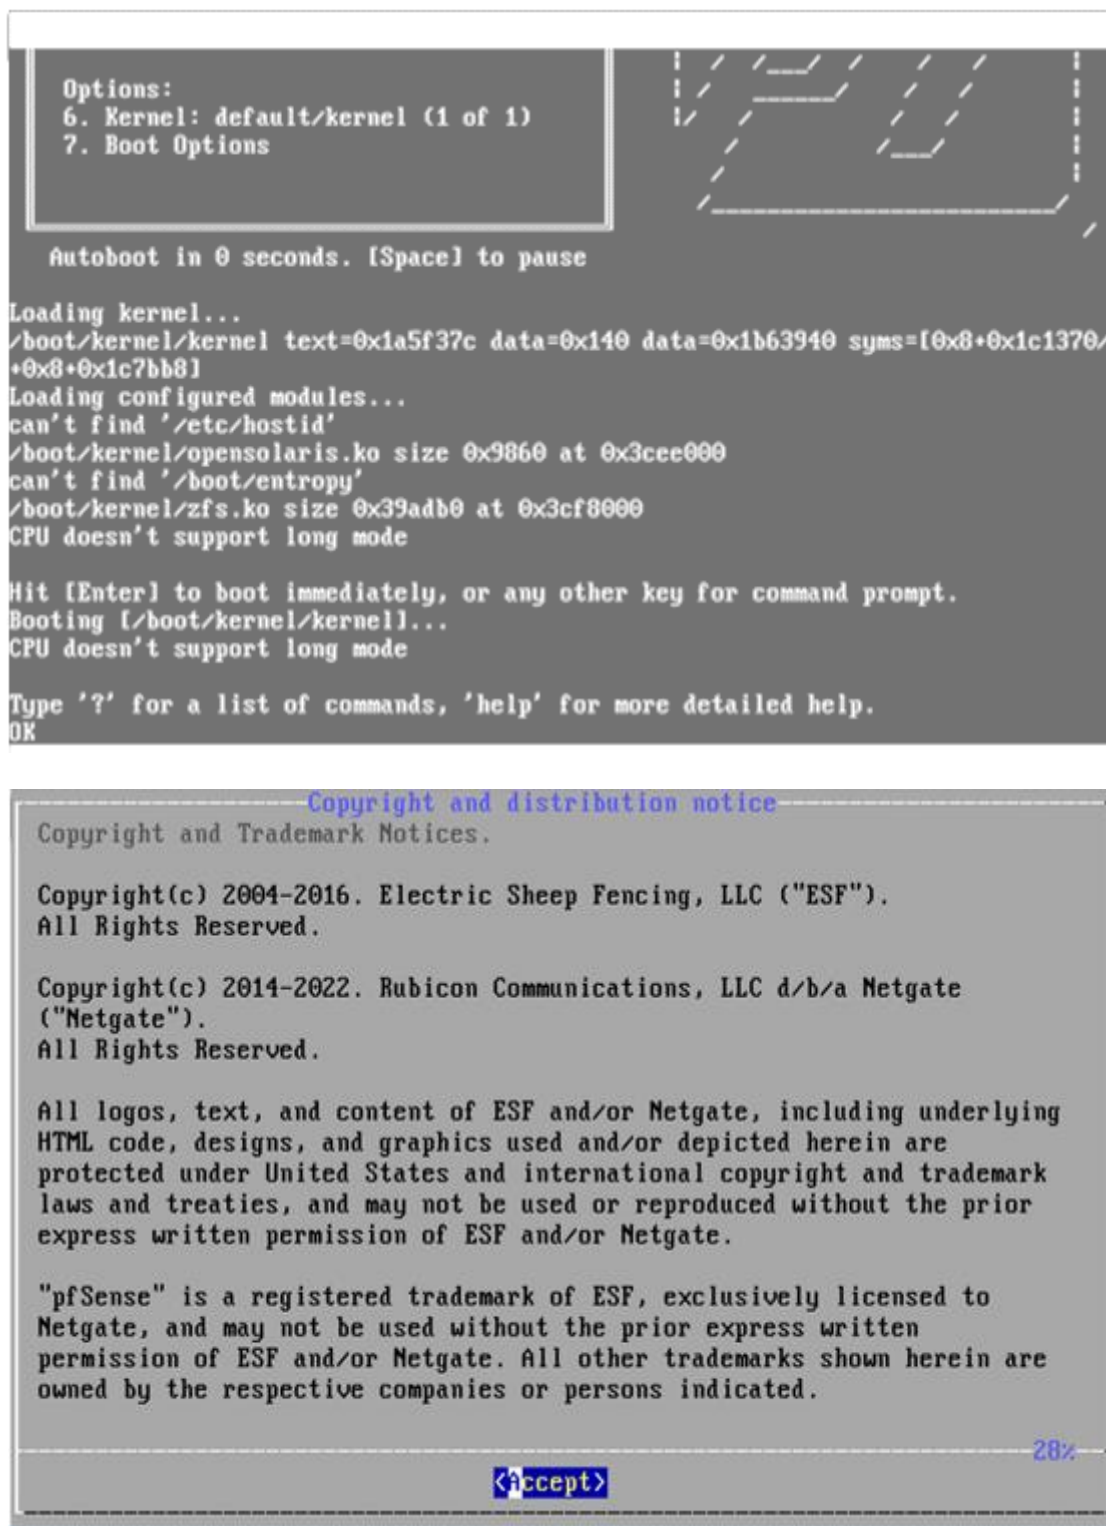 Options:
6. Kernel: default/kernel (1 of 1)
7. Boot Options
Autoboot in 0 seconds. [Space] to pause
Loading kernel...
/boot/kernel/kernel text=0x1a5f37c data=0x140 data=0x1b63940 syms=[0x8+0x1c1370/
+0x8+0x1c7bb8]
Loading configured modules...
can't find '/etc/hostid'
/boot/kernel/opensolaris.ko size 0x9860 at 0x3cee000
can't find '/boot/entropy'
/boot/kernel/zfs.ko size 0x39adb0 at 0x3cf8000
CPU doesn't support long mode
Hit [Enter] to boot immediately, or any other key for command prompt.
Booting [/boot/kernel/kernel]...
CPU doesn't support long mode
Type '?' for a list of commands, 'help' for more detailed help.
OK
Copyright and distribution notice
Copyright and Trademark Notices.
Copyright(c) 2004-2016. Electric Sheep Fencing, LLC ("ESF").
All Rights Reserved.
Copyright(c) 2014-2022. Rubicon Communications, LLC d/b/a Netgate
("Netgate").
All Rights Reserved.
All logos, text, and content of ESF and/or Netgate, including underlying
HTML code, designs, and graphics used and/or depicted herein are
protected under United States and international copyright and trademark
laws and treaties, and may not be used or reproduced without the prior
express written permission of ESF and/or Netgate.
"pfSense" is a registered trademark of ESF, exclusively licensed to
Netgate, and may not be used without the prior express written
permission of ESF and/or Netgate. All other trademarks shown herein are
owned by the respective companies or persons indicated.
28%
<Accept>